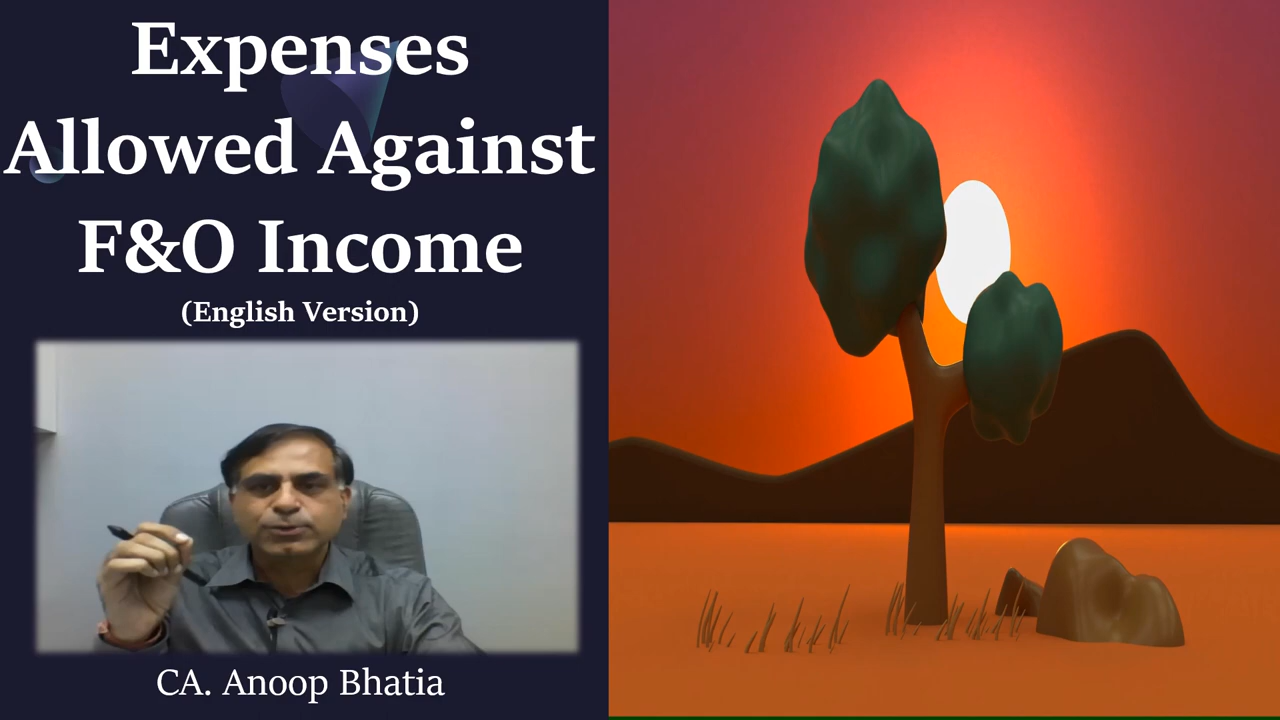 Expenses
Allowed Against
F&O Income
(English Version)
CA. Anoop Bhatia